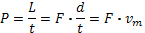 P = L/t = F · d/t = F · v_m